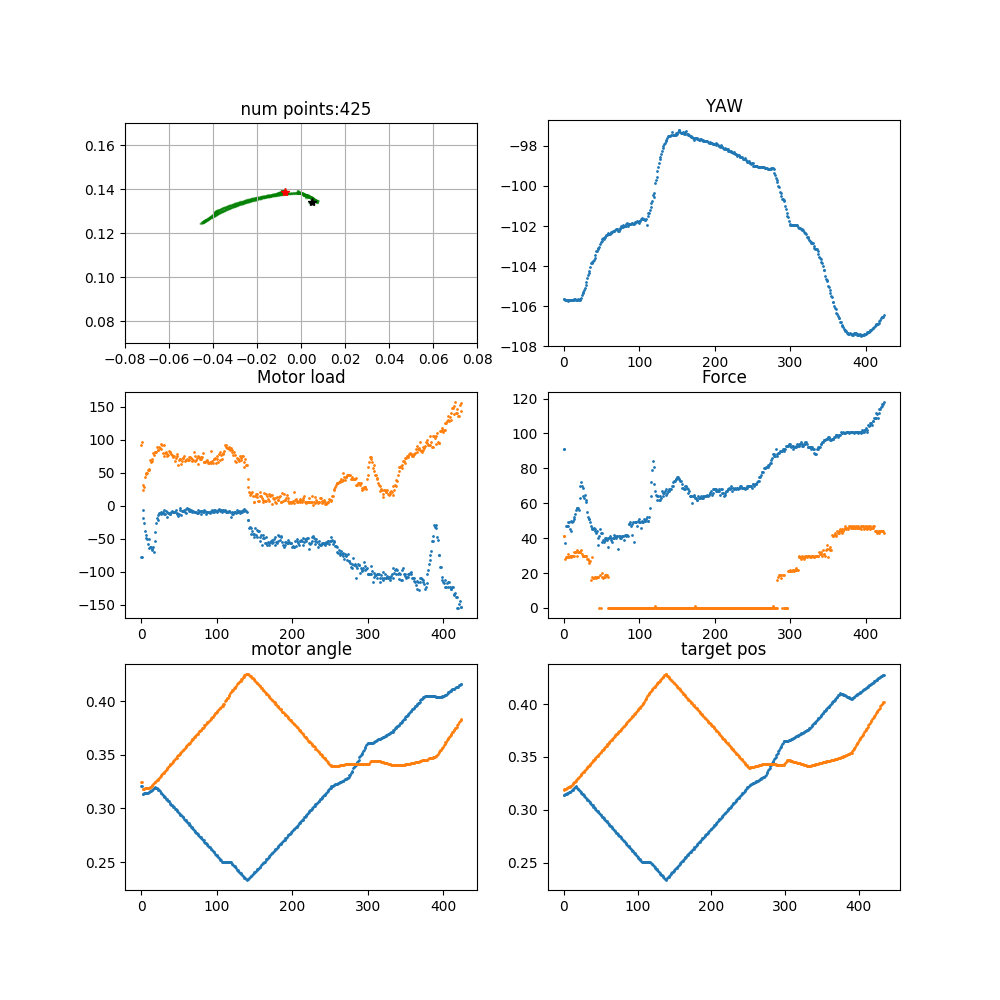 num points:425
YAW
0.16
0.14
0.12
0.10
0.08
−0.08 −0.06 −0.04 −0.02 0.00 0.02 0.04 0.06 0.08
−98
−100
−102
−104
−106
−108
0 100 200 300 400
Motor load
Force
150
100
50
0
−50
−100
−150
0 100 200 300 400
120
100
80
60
40
20
0
0 100 200 300 400
motor angle
target pos
0.40
0.35
0.30
0.25
0 100 200 300 400
0.40
0.35
0.30
0.25
0 100 200 300 400